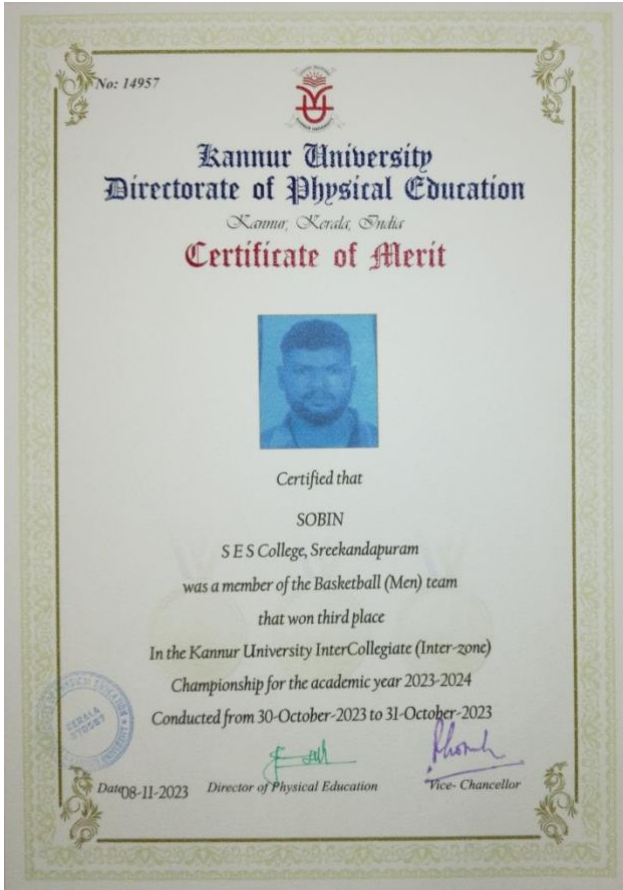 No: 14957
Kannur University
Directorate of Physical Education
Kannur, Kerala, India
Certificate of Merit
Certified that
SOBIN
S E S College, Sreekandapuram
was a member of the Basketball (Men) team
that won third place
In the Kannur University InterCollegiate (Inter-zone)
Championship for the academic year 2023-2024
Conducted from 30-October-2023 to 31-October-2023
KERALA
670567
Date 08-11-2023
Director of Physical Education
Vice- Chancellor